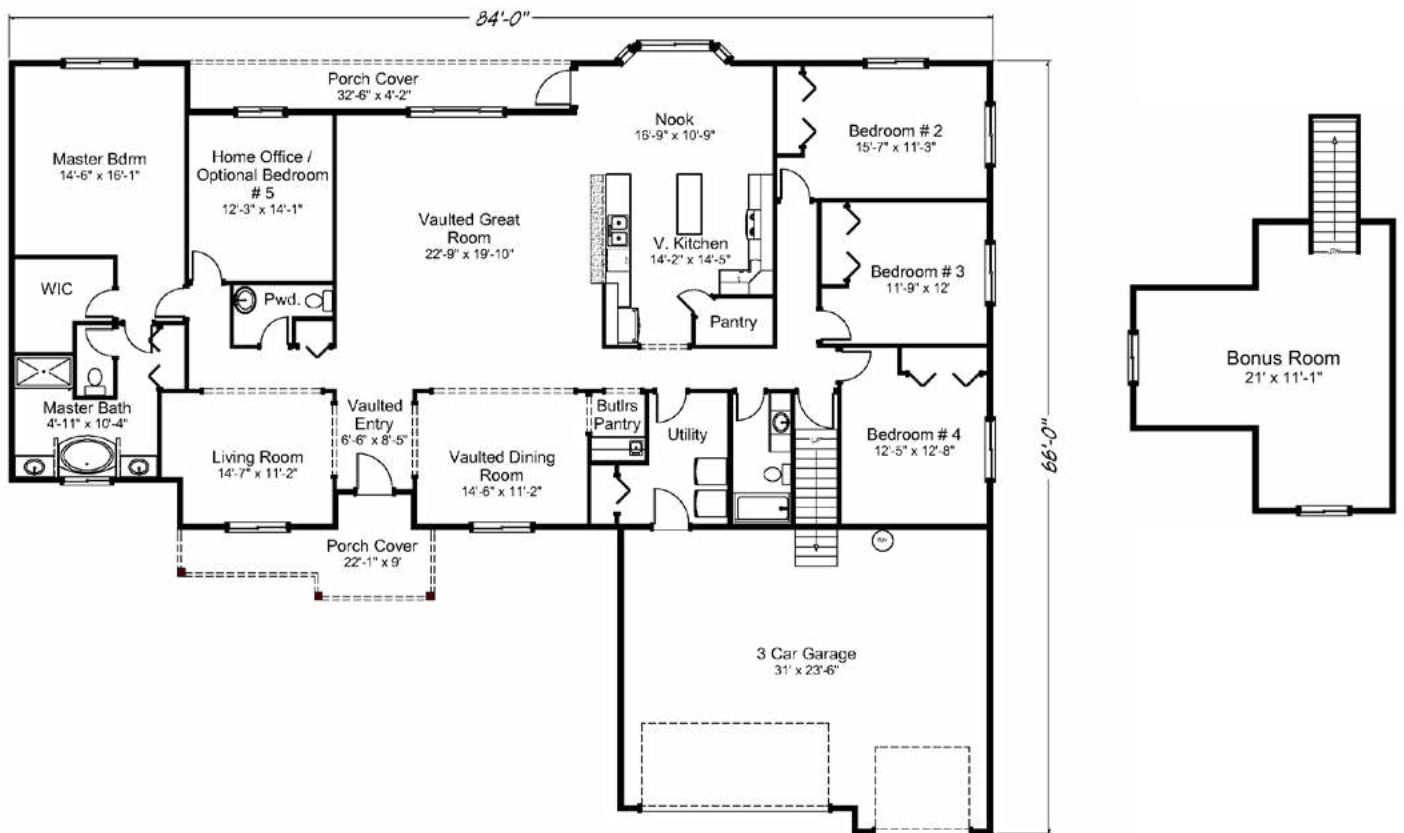 84'-0"
Porch Cover
32'-6" x 4'-2"
Master Bdrm
14'-6" x 16'-1"
Home Office /
Optional Bedroom
# 5
12'-3" x 14'-1"
Vaulted Great
Room
22'-9" x 19'-10"
Nook
16'-9" x 10'-9"
Bedroom # 2
15'-7" x 11'-3"
V. Kitchen
14'-2" x 14'-5"
Bedroom # 3
11'-9" x 12'
WIC
Pwd.
Pantry
Master Bath
4'-11" x 10'-4"
Living Room
14'-7" x 11'-2"
Vaulted
Entry
6'-6" x 8'-5"
Vaulted Dining
Room
14'-6" x 11'-2"
Butlrs
Pantry
Utility
Bedroom # 4
12'-5" x 12'-8"
Porch Cover
22'-1" x 9'
3 Car Garage
31' x 23'-6"
66'-0"
Bonus Room
21' x 11'-1"